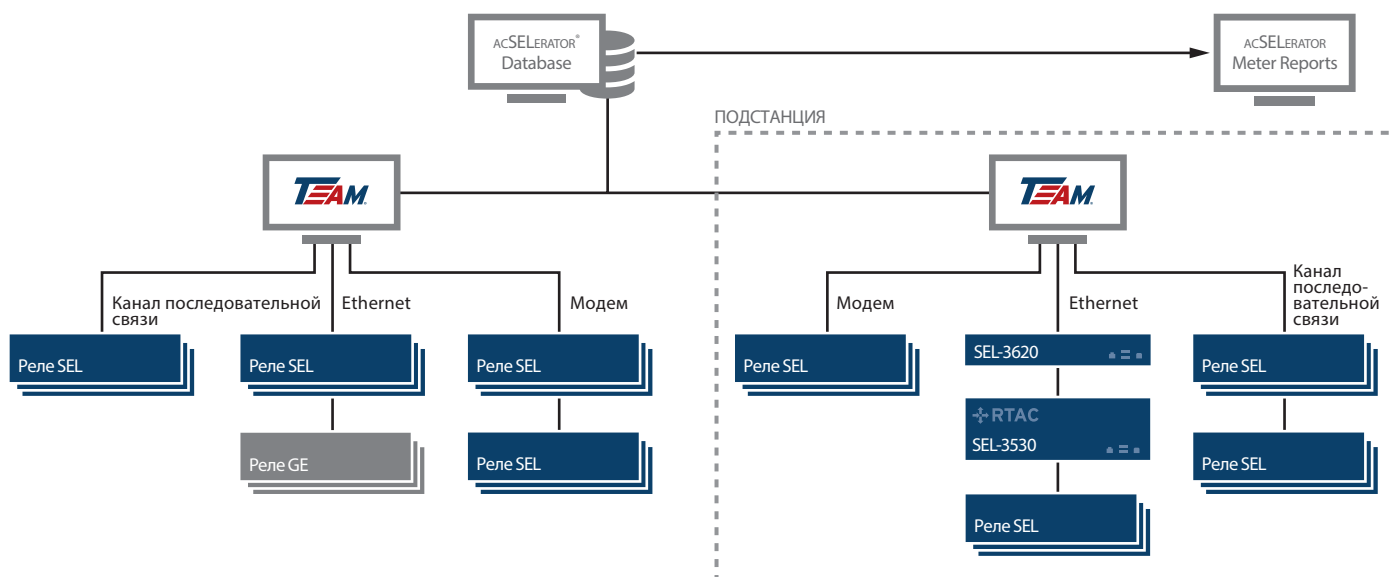 ACSELERATOR®
Database
ACSELERATOR
Meter Reports
ПОДСТАНЦИЯ
TEAM
TEAM
Канал последовательной
связи
Ethernet
Модем
Реле SEL
Реле SEL
Реле SEL
Реле GE
Реле SEL
Модем
Ethernet
Канал
последо-
вательной
связи
Реле SEL
SEL-3620
Реле SEL
RTAC
SEL-3530
Реле SEL
Реле SEL